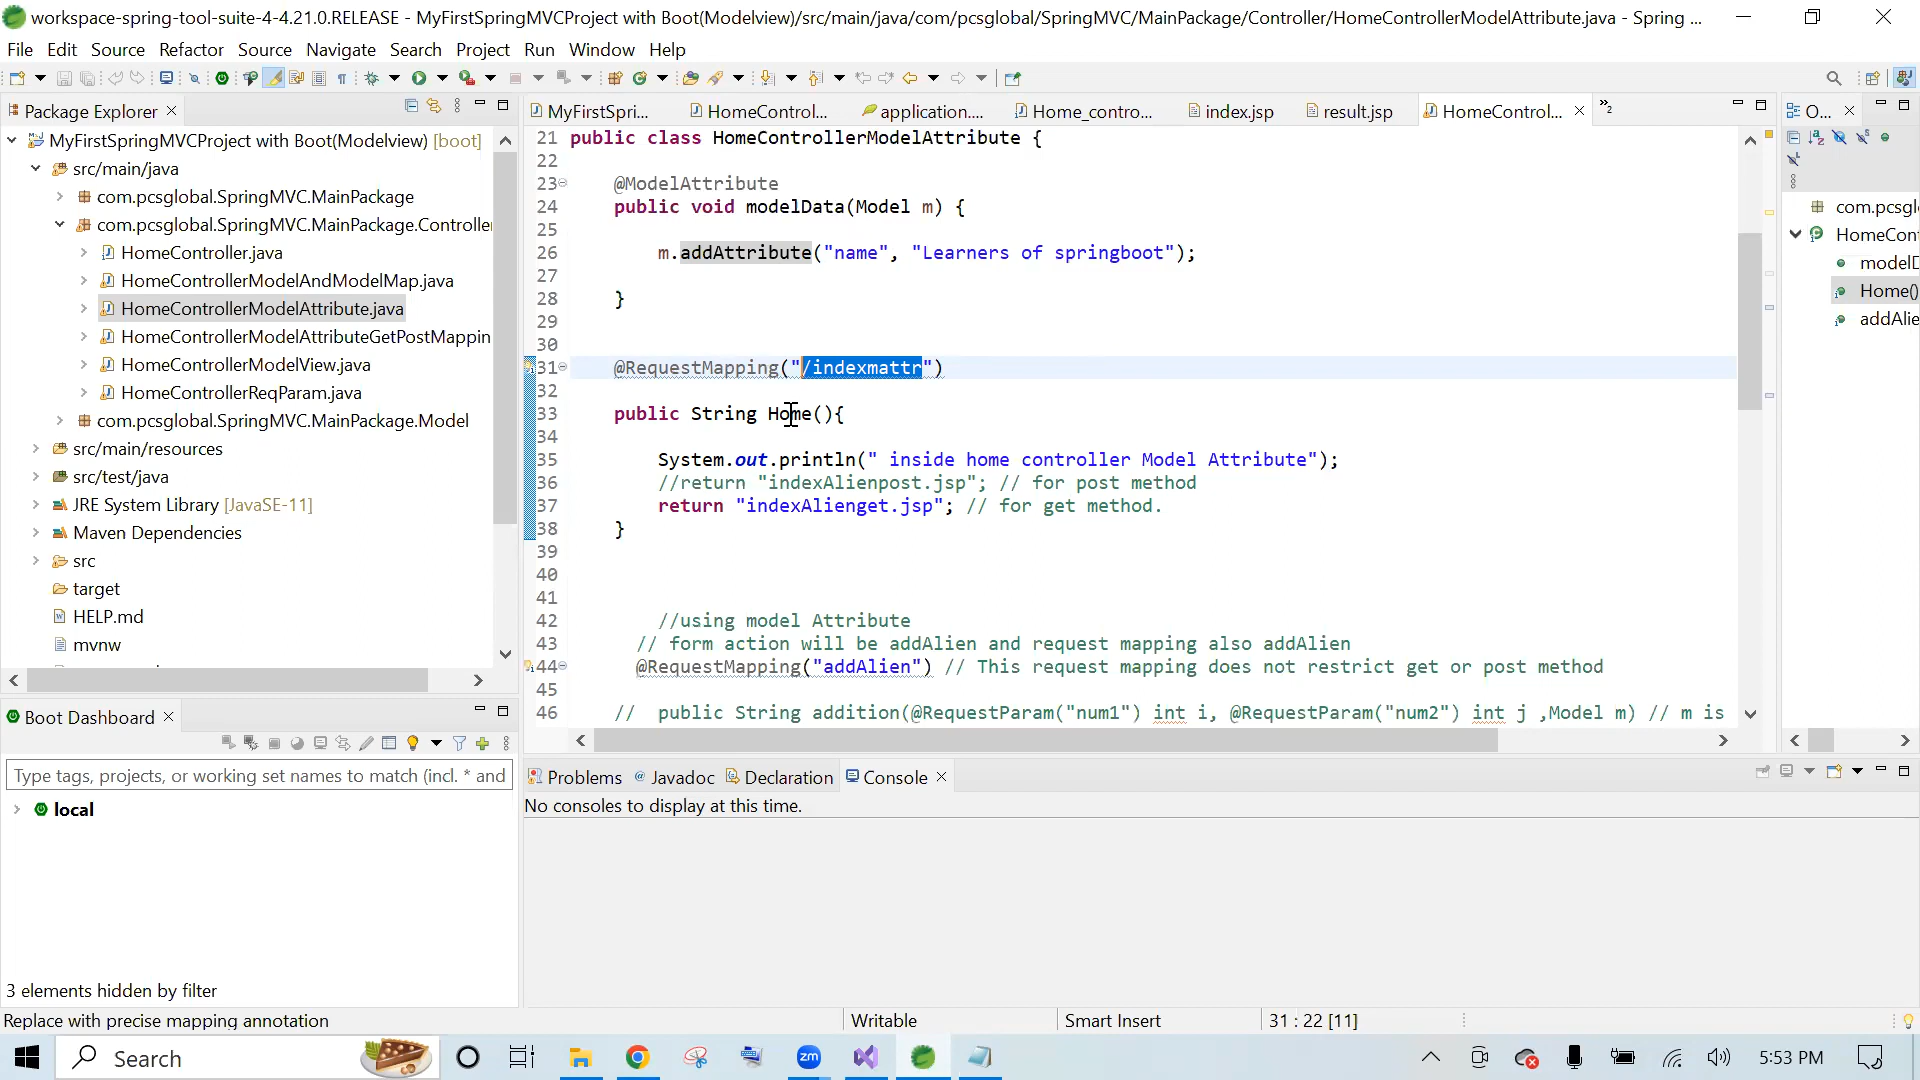 workspace-spring-tool-suite-4-4.21.0.RELEASE - MyFirstSpringMVCProject with Boot(Modelview)/src/main/java/com/pcsglobal/SpringMVC/MainPackage/Controller/HomeControllerModelAttribute.java - Spring ...
File Edit Source Refactor Source Navigate Search Project Run Window Help
Package Explorer
MyFirstSpri... HomeControl... application.... Home_contro... index.jsp result.jsp HomeControl... »2 O...
MyFirstSpringMVCProject with Boot(Modelview) [boot]
src/main/java
com.pcsglobal.SpringMVC.MainPackage
com.pcsglobal.SpringMVC.MainPackage.Controller
HomeController.java
HomeControllerModelAndModelMap.java
HomeControllerModelAttribute.java
HomeControllerModelAttributeGetPostMapping
HomeControllerModelView.java
HomeControllerReqParam.java
com.pcsglobal.SpringMVC.MainPackage.Model
src/main/resources
src/test/java
JRE System Library [JavaSE-11]
Maven Dependencies
src
target
HELP.md
mvnw
21 public class HomeControllerModelAttribute {
22
23 @ModelAttribute
24 public void modelData(Model m) {
25
26 m.addAttribute("name", "Learners of springboot");
27
28 }
29
30
31 @RequestMapping("/indexmattr")
32
33 public String Home(){
34
35 System.out.println(" inside home controller Model Attribute");
36 //return "indexAlienpost.jsp"; // for post method
37 return "indexAlienget.jsp"; // for get method.
38 }
39
40
41
42 //using model Attribute
43 // form action will be addAlien and request mapping also addAlien
44 @RequestMapping("addAlien") // This request mapping does not restrict get or post method
45
46 // public String addition(@RequestParam("num1") int i, @RequestParam("num2") int j ,Model m) // m is
com.pcsgl
HomeCon
modelD
Home()
addAlie
Boot Dashboard
Type tags, projects, or working set names to match (incl. * and
local
3 elements hidden by filter
Problems Javadoc Declaration Console
No consoles to display at this time.
Replace with precise mapping annotation Writable Smart Insert 31 : 22 [11]
Search zm 5:53 PM